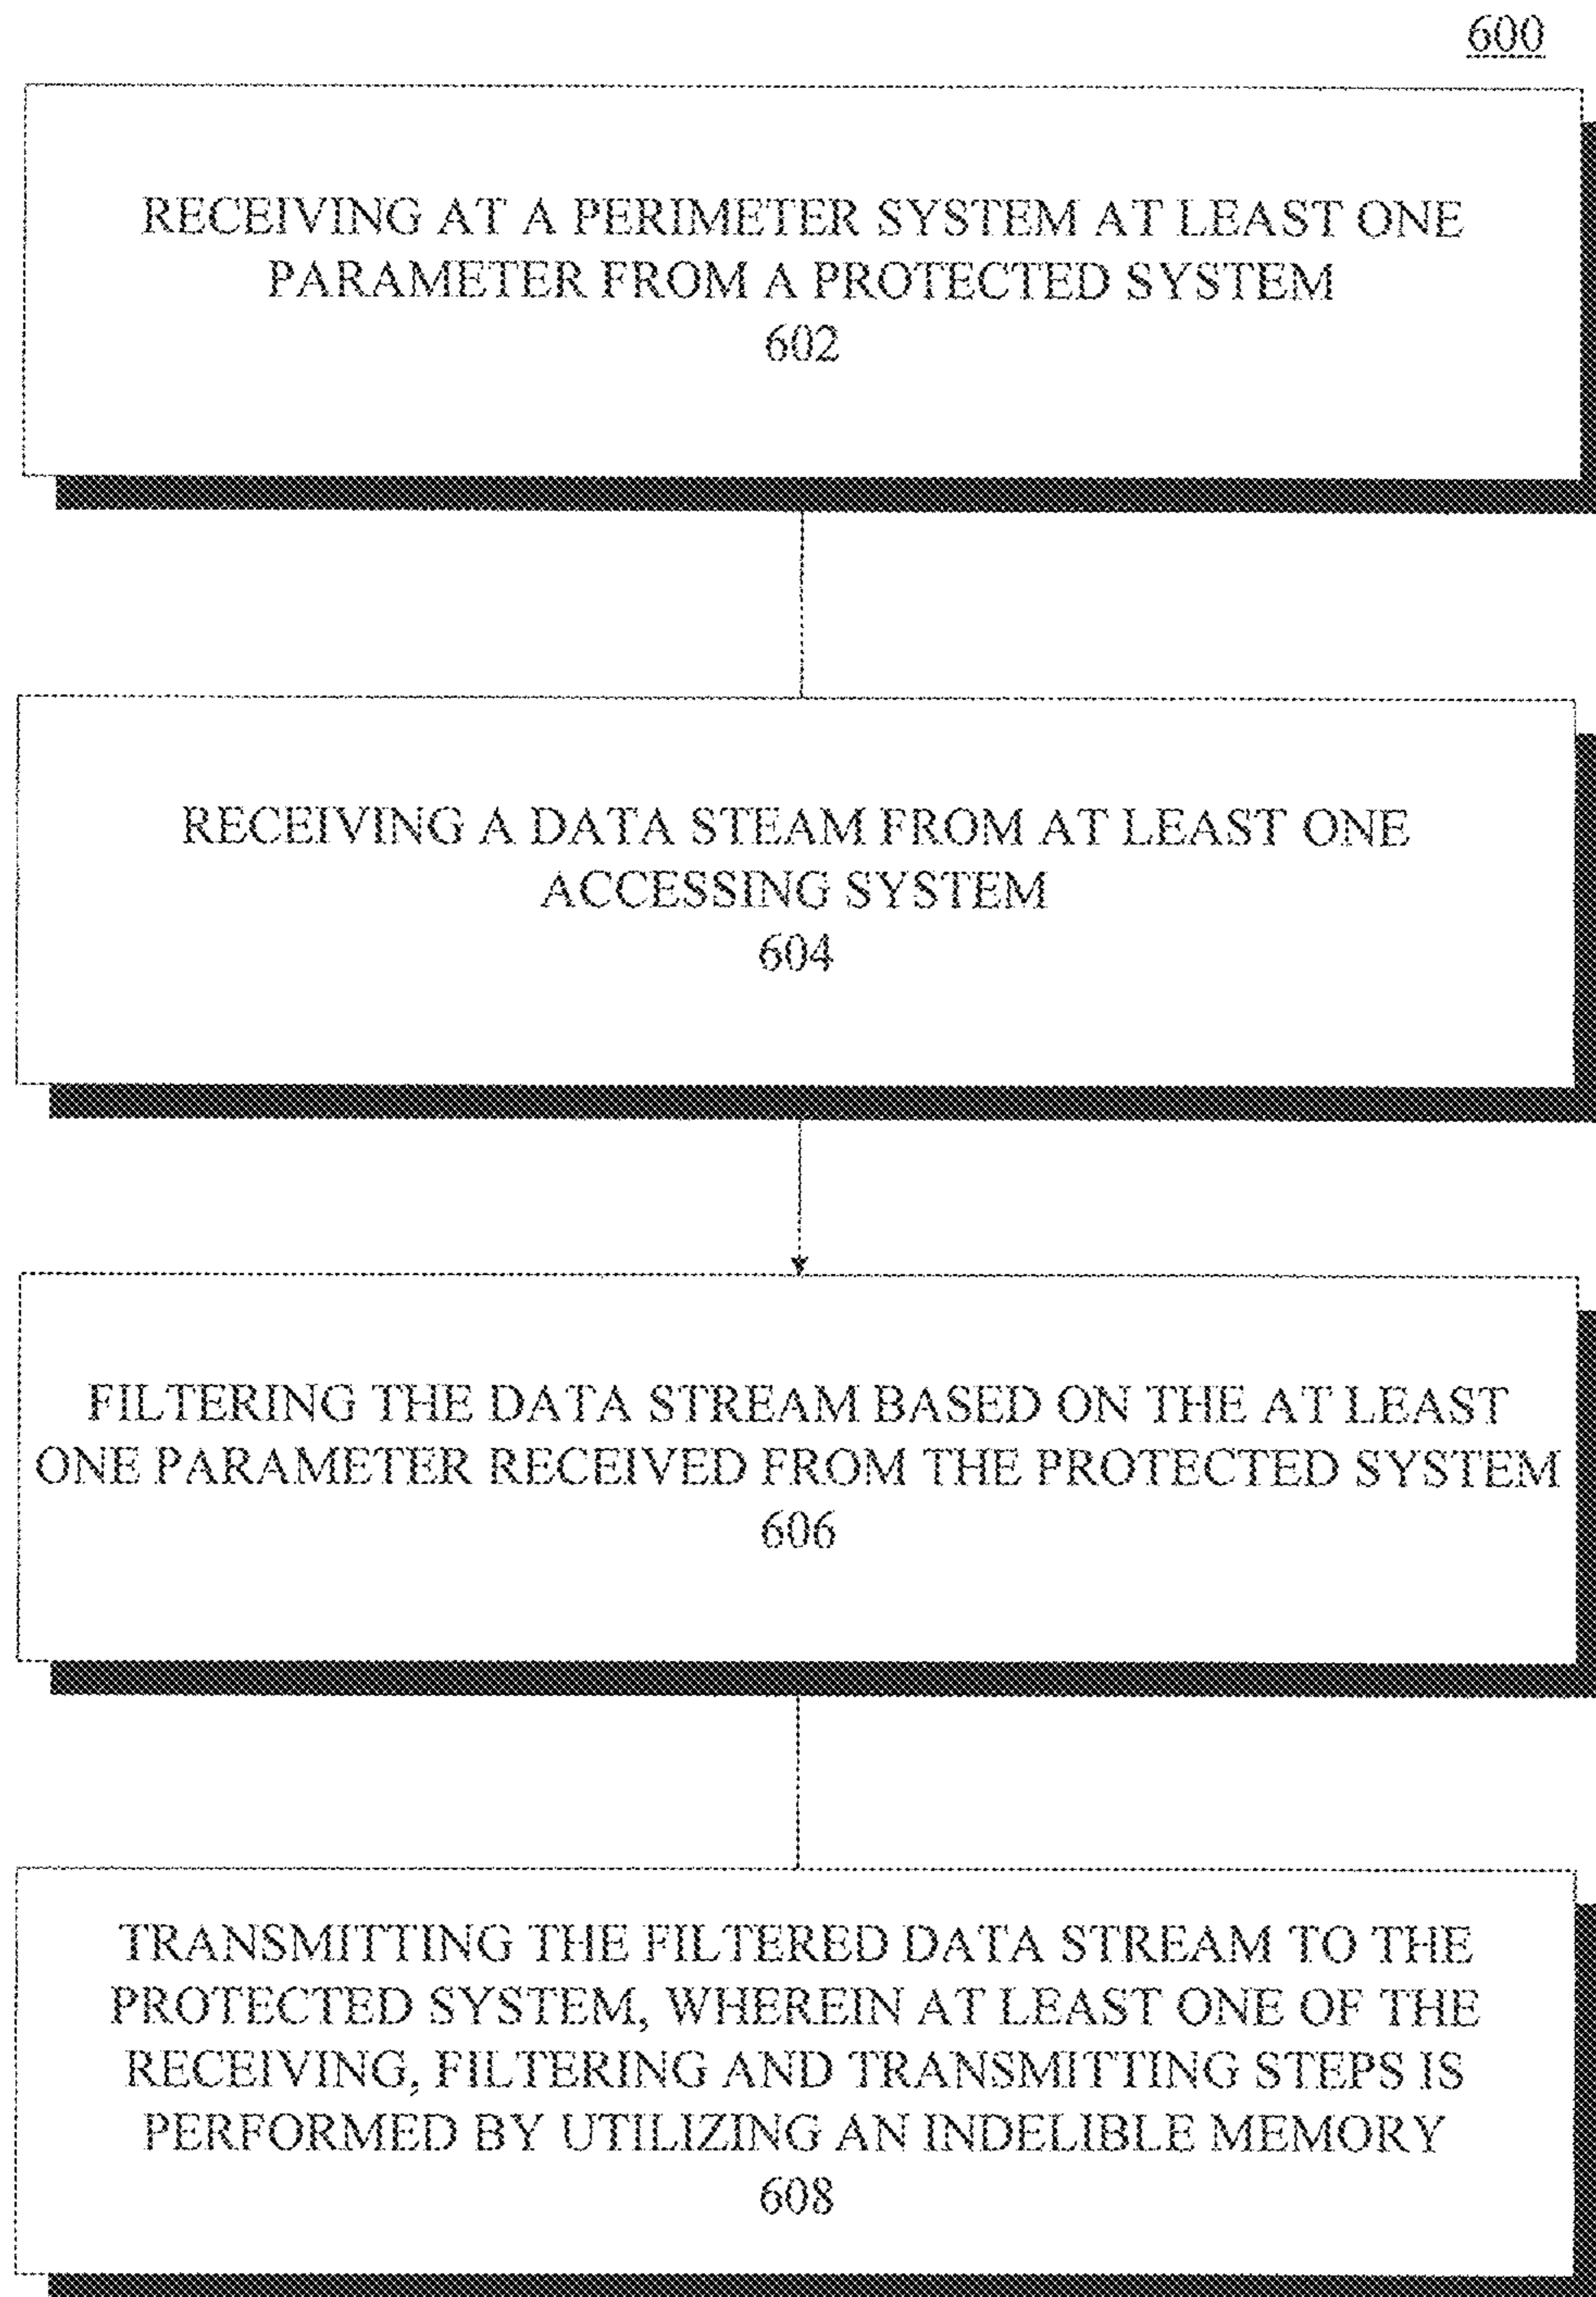 600
RECEIVING AT A PERIMETER SYSTEM AT LEAST ONE
PARAMETER FROM A PROTECTED SYSTEM
602
RECEIVING A DATA STEAM FROM AT LEAST ONE
ACCESSING SYSTEM
604
FILTERING THE DATA STREAM BASED ON THE AT LEAST
ONE PARAMETER RECEIVED FROM THE PROTECTED SYSTEM
606
TRANSMITTING THE FILTERED DATA STREAM TO THE
PROTECTED SYSTEM, WHEREIN AT LEAST ONE OF THE
RECEIVING, FILTERING AND TRANSMITTING STEPS IS
PERFORMED BY UTILIZING AN INDELIBLE MEMORY
608